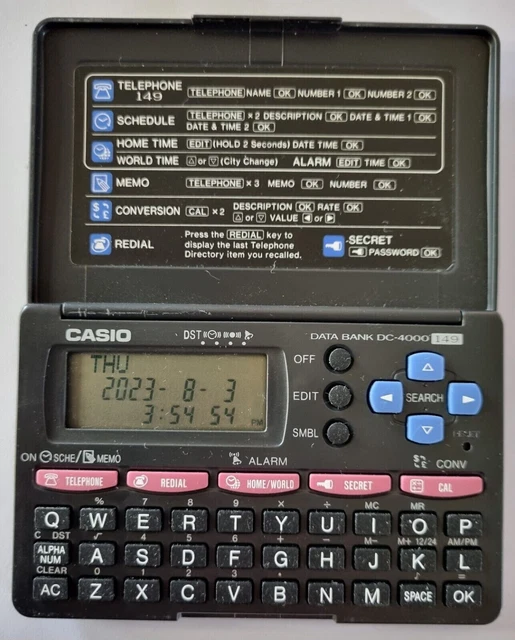 TELEPHONE TELEPHONE NAME OK NUMBER 1 OK NUMBER 2 OK
149
SCHEDULE TELEPHONE ×2 DESCRIPTION OK DATE & TIME 1 OK
DATE & TIME 2 OK
HOME TIME EDIT (HOLD 2 Seconds) DATE TIME OK
WORLD TIME △ or ▽ (City Change) ALARM EDIT TIME OK
MEMO TELEPHONE ×3 MEMO OK NUMBER OK
CONVERSION CAL ×2 DESCRIPTION OK RATE OK
△ or ▽ VALUE ◁ or ▷
REDIAL Press the REDIAL key to
display the last Telephone
Directory item you recalled.
SECRET
PASSWORD OK
CASIO DST DATA BANK DC-4000 149
THU
2023- 8- 3
3:54 54 PM
OFF
EDIT
SMBL
SEARCH
RESET
ON SCHE/ MEMO ALARM CONV
TELEPHONE REDIAL HOME/WORLD SECRET CAL
% 7 8 9 × ÷ MC MR
Q W E R T Y U I O P
C DST √ 4 5 6 + − M− M+ 12/24 AM/PM
ALPHA NUM A S D F G H J K L
CLEAR 0 1 2 3 . ♪ =
AC Z X C V B N M SPACE OK